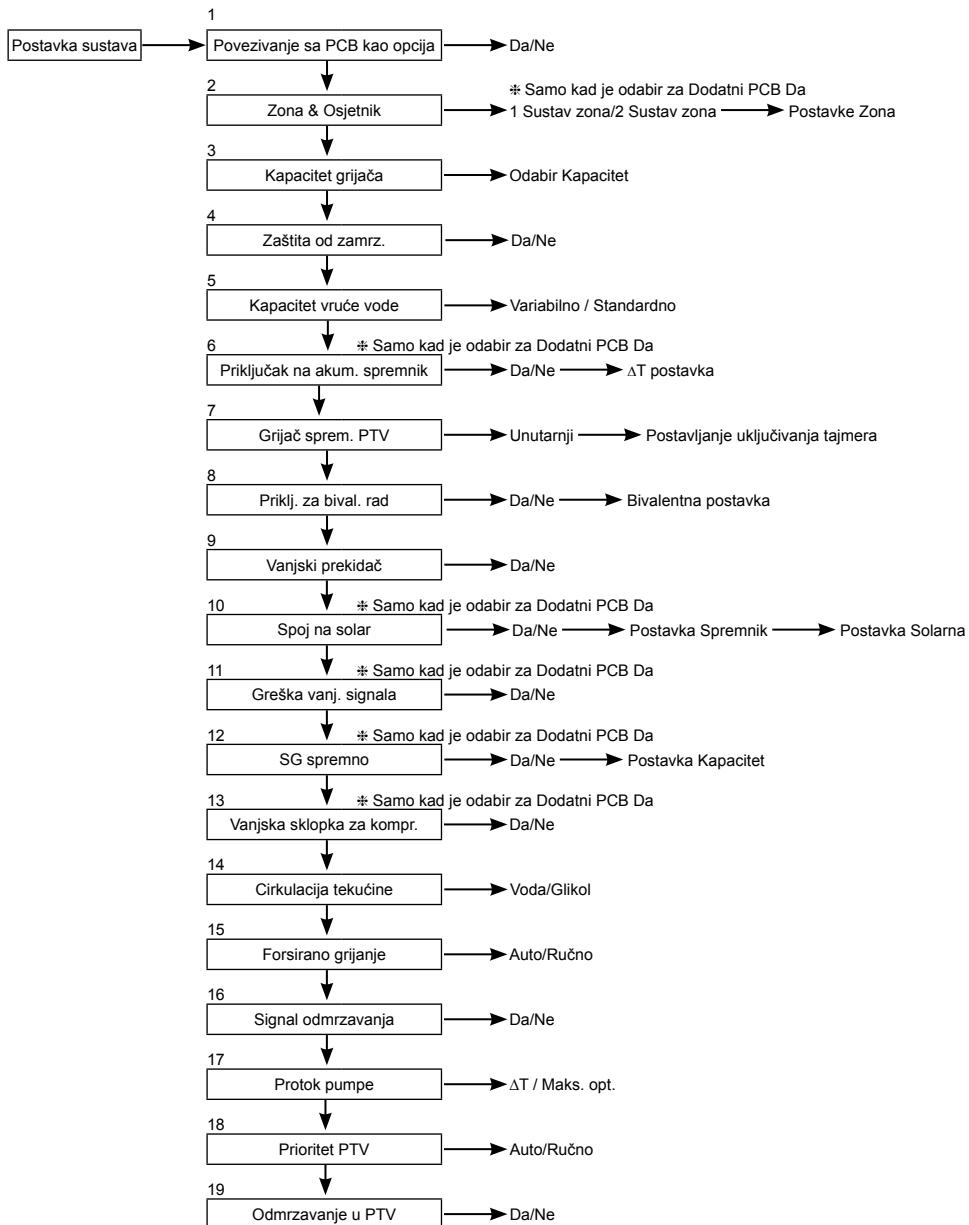 1
Postavka sustava Povezivanje sa PCB kao opcija Da/Ne
2
⁜ Samo kad je odabir za Dodatni PCB Da
Zona & Osjetnik 1 Sustav zona/2 Sustav zona Postavke Zona
3
Kapacitet grijača Odabir Kapacitet
4
Zaštita od zamrz. Da/Ne
5
Kapacitet vruće vode Variabilno / Standardno
6 ⁜ Samo kad je odabir za Dodatni PCB Da
Priključak na akum. spremnik Da/Ne ΔT postavka
7
Grijač sprem. PTV Unutarnji Postavljanje uključivanja tajmera
8
Priklj. za bival. rad Da/Ne Bivalentna postavka
9
Vanjski prekidač Da/Ne
10 ⁜ Samo kad je odabir za Dodatni PCB Da
Spoj na solar Da/Ne Postavka Spremnik Postavka Solarna
11 ⁜ Samo kad je odabir za Dodatni PCB Da
Greška vanj. signala Da/Ne
12 ⁜ Samo kad je odabir za Dodatni PCB Da
SG spremno Da/Ne Postavka Kapacitet
13 ⁜ Samo kad je odabir za Dodatni PCB Da
Vanjska sklopka za kompr. Da/Ne
14
Cirkulacija tekućine Voda/Glikol
15
Forsirano grijanje Auto/Ručno
16
Signal odmrzavanja Da/Ne
17
Protok pumpe ΔT / Maks. opt.
18
Prioritet PTV Auto/Ručno
19
Odmrzavanje u PTV Da/Ne